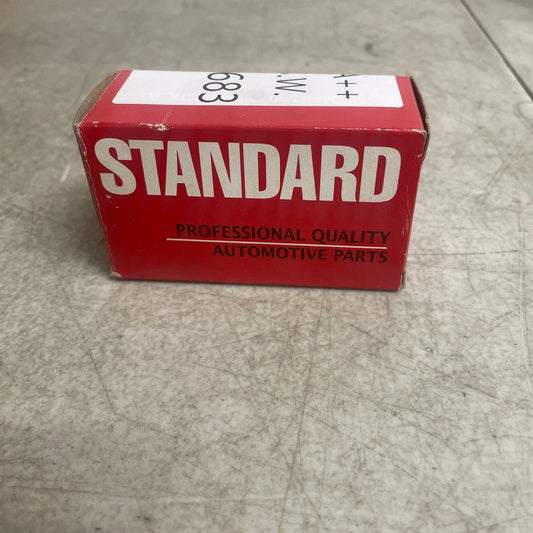 A++
.W.
683
STANDARD
PROFESSIONAL QUALITY
AUTOMOTIVE PARTS